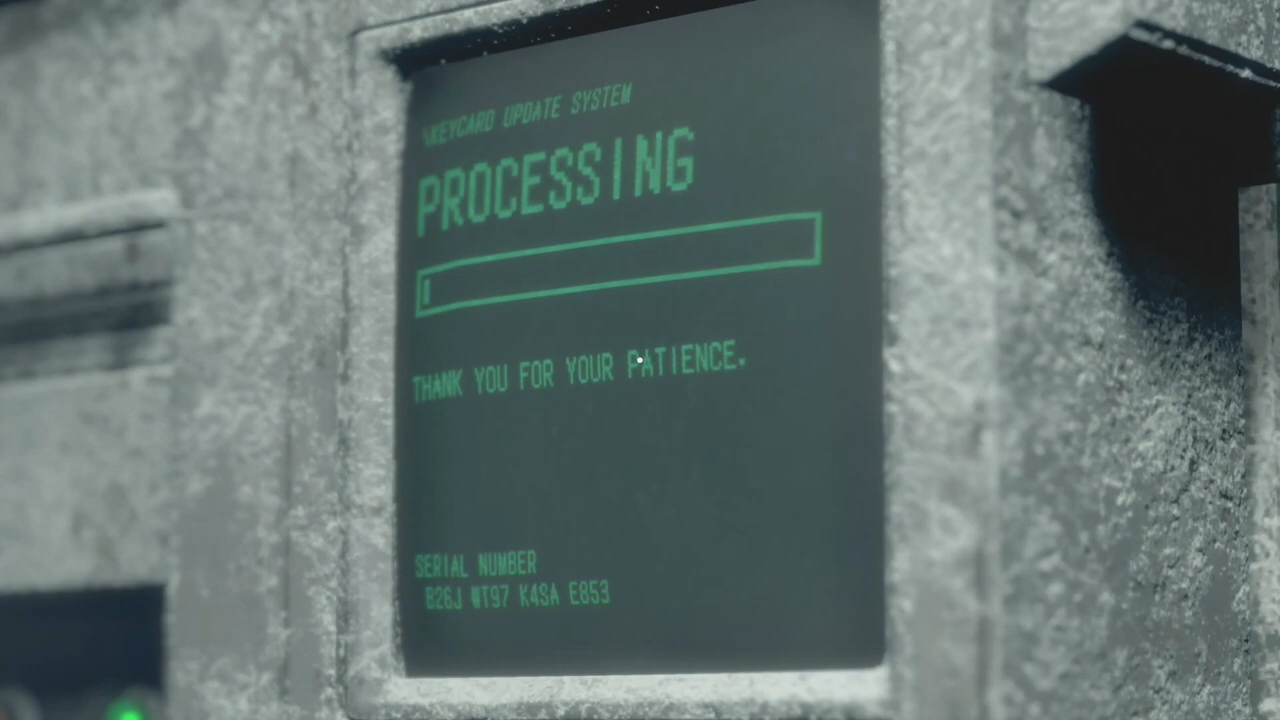 \KEYCARD UPDATE SYSTEM
PROCESSING
THANK YOU FOR YOUR PATIENCE.
SERIAL NUMBER
B26J WT97 K4SA E853